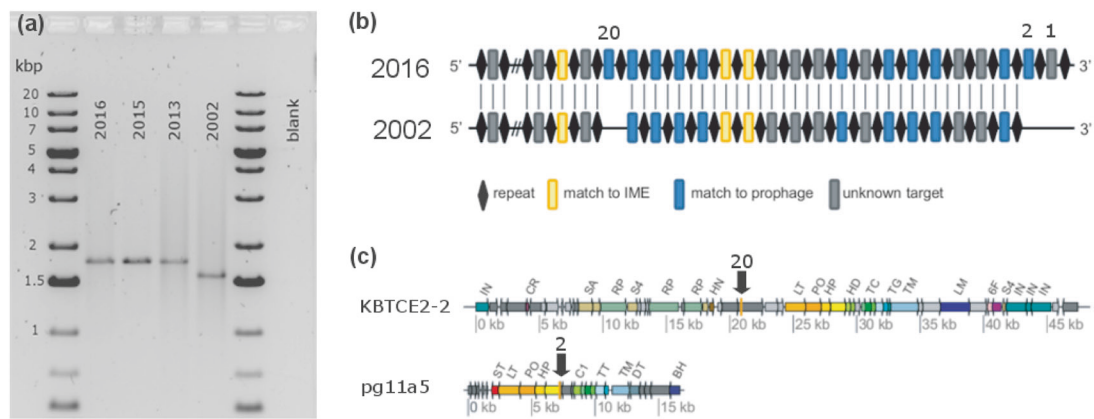 (a)
kbp
20
10
7
5
4
3
2
1.5
1
2016
2015
2013
2002
blank
(b)
20
2 1
2016 5' 3'
2002 5' 3'
repeat match to IME match to prophage unknown target
(c)
20
IN CR SA RP S4 RP RP HN LT PO HP HD TC TG TM LM 6F SA IN IN IN
KBTCE2-2
0 kb 5 kb 10 kb 15 kb 20 kb 25 kb 30 kb 35 kb 40 kb 45 kb
2
ST LT PO HP C1 TT TM DT BH
pg11a5
0 kb 5 kb 10 kb 15 kb